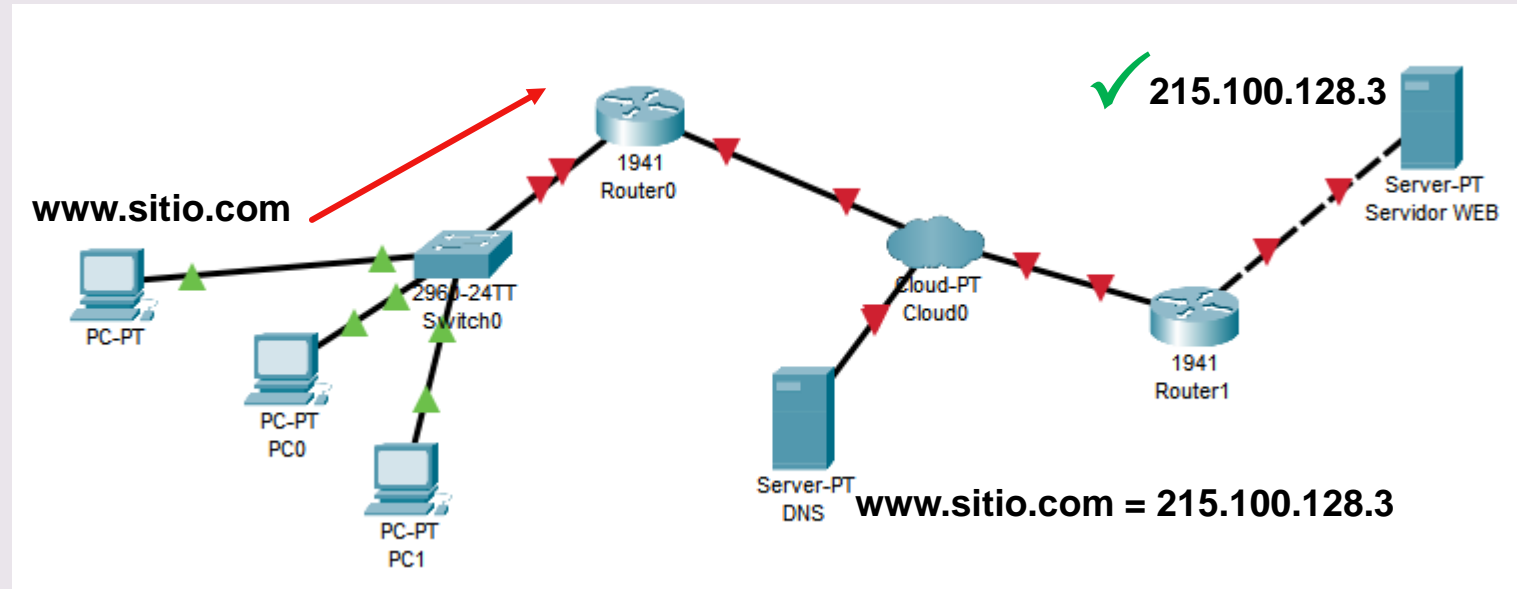 215.100.128.3
1941
Router0
Server-PT
Servidor WEB
www.sitio.com
2960-24TT
Switch0
PC-PT
Cloud-PT
Cloud0
1941
Router1
PC-PT
PC0
Server-PT
DNS
www.sitio.com = 215.100.128.3
PC-PT
PC1